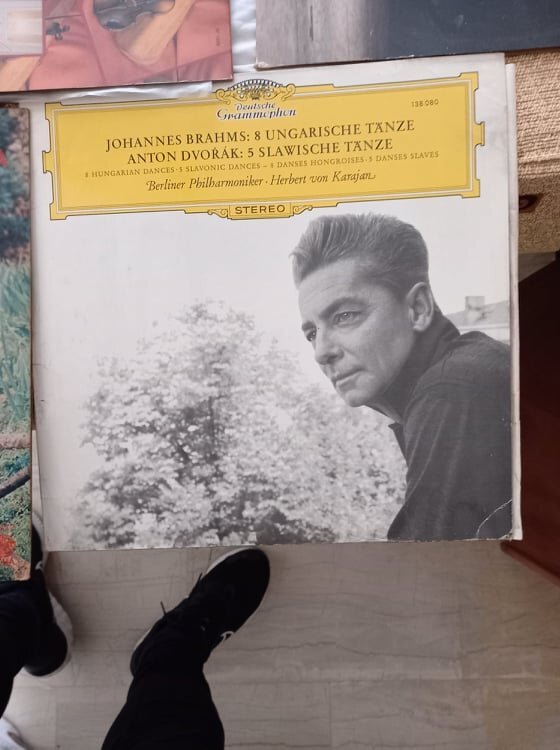 Deutsche
Grammophon
138 080
JOHANNES BRAHMS: 8 UNGARISCHE TÄNZE
ANTON DVOŘÁK: 5 SLAWISCHE TÄNZE
8 HUNGARIAN DANCES · 5 SLAVONIC DANCES – 8 DANSES HONGROISES · 5 DANSES SLAVES
Berliner Philharmoniker · Herbert von Karajan
STEREO